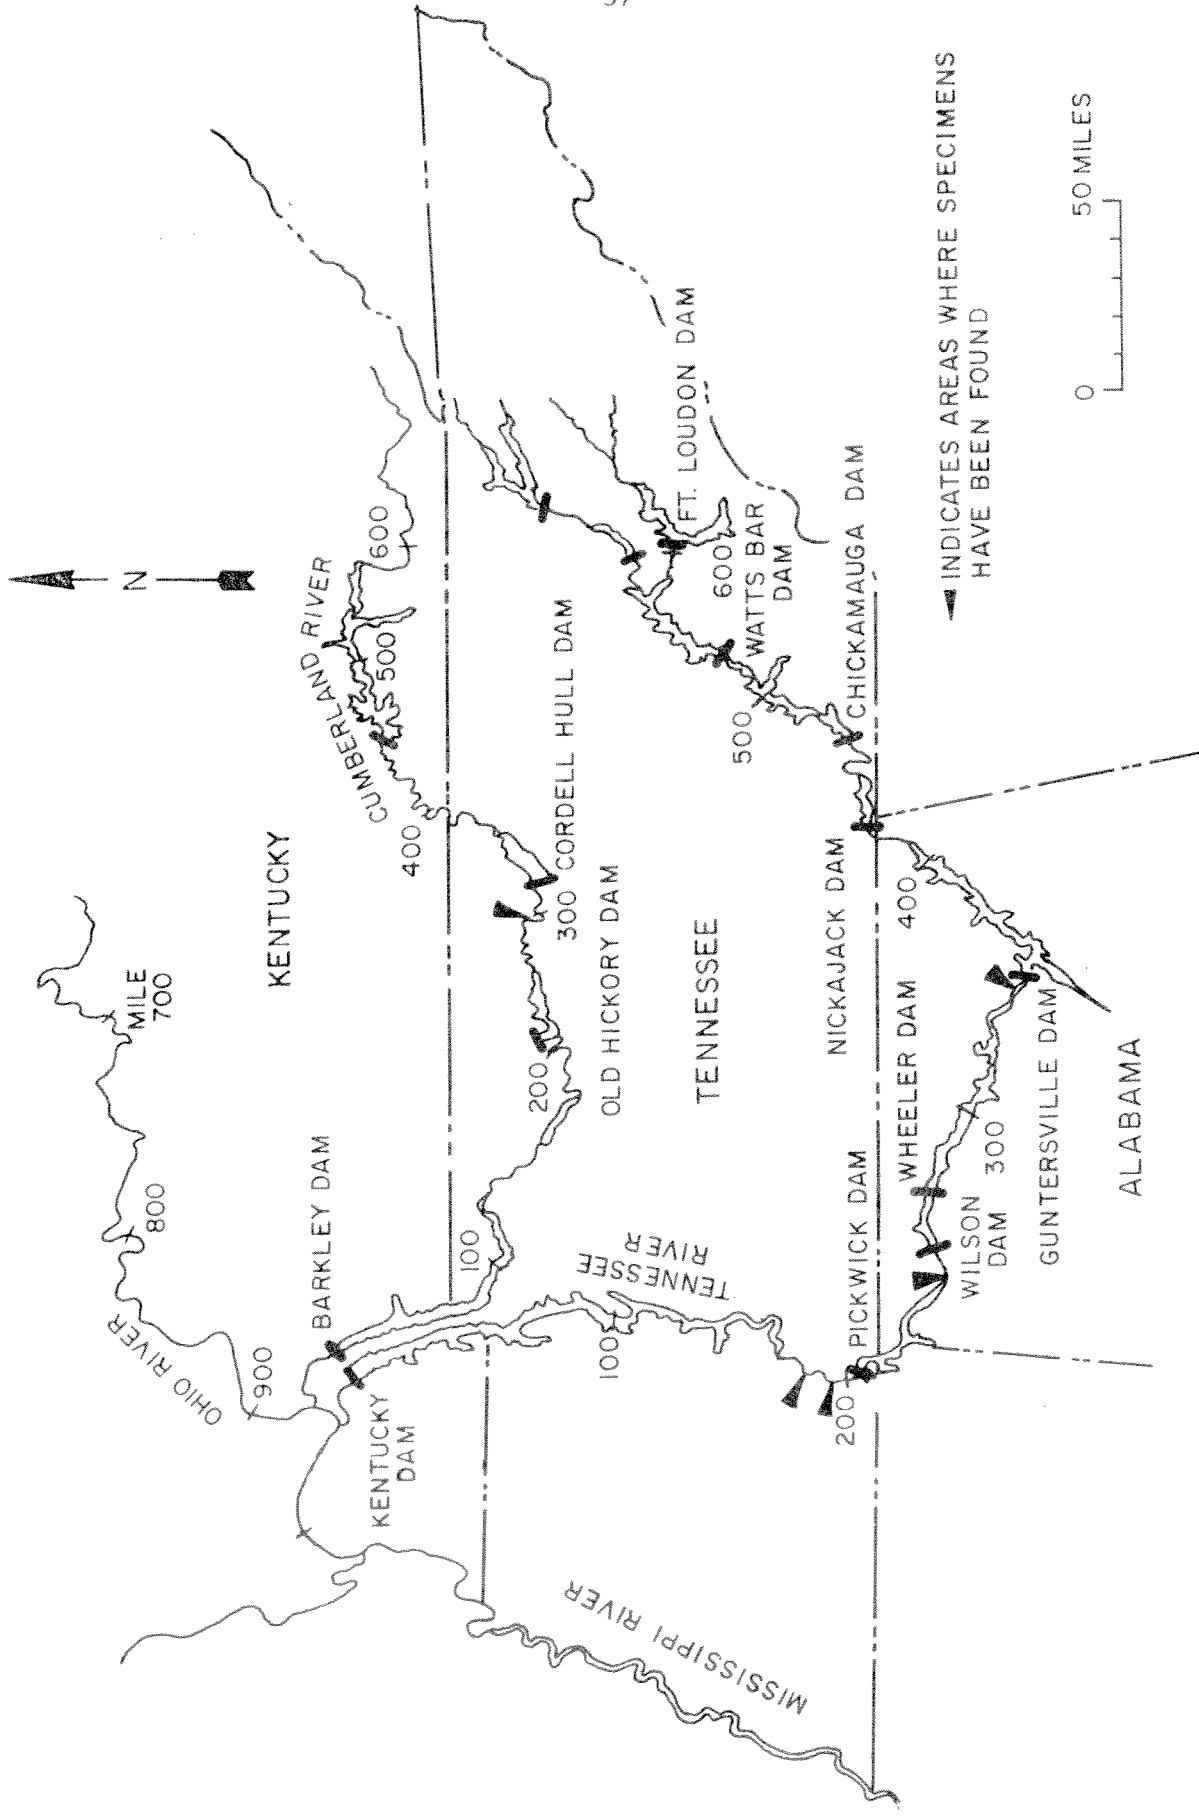 37
N
KENTUCKY
MILE
700
800
900
OHIO RIVER
BARKLEY DAM
KENTUCKY
DAM
CUMBERLAND RIVER
600
500
400
300 CORDELL HULL DAM
200
OLD HICKORY DAM
100
TENNESSEE
TENNESSEE
RIVER
100
MISSISSIPPI RIVER
200
PICKWICK DAM
WILSON
DAM
WHEELER DAM
300
GUNTERSVILLE DAM
ALABAMA
400
NICKAJACK DAM
CHICKAMAUGA DAM
500
WATTS BAR
DAM
600
FT. LOUDON DAM
INDICATES AREAS WHERE SPECIMENS
HAVE BEEN FOUND
0
50 MILES